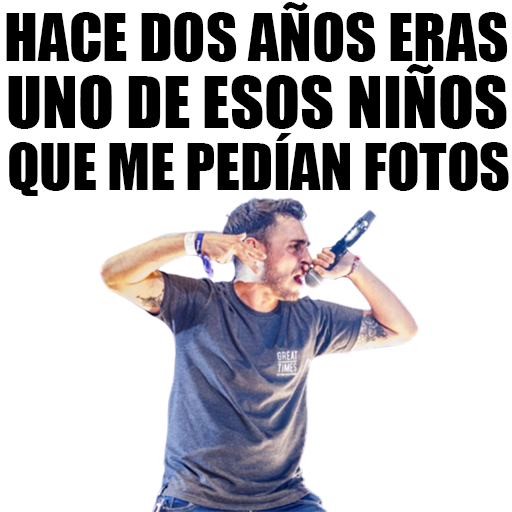 HACE DOS AÑOS ERAS
UNO DE ESOS NIÑOS
QUE ME PEDÍAN FOTOS
GREAT
TIMES